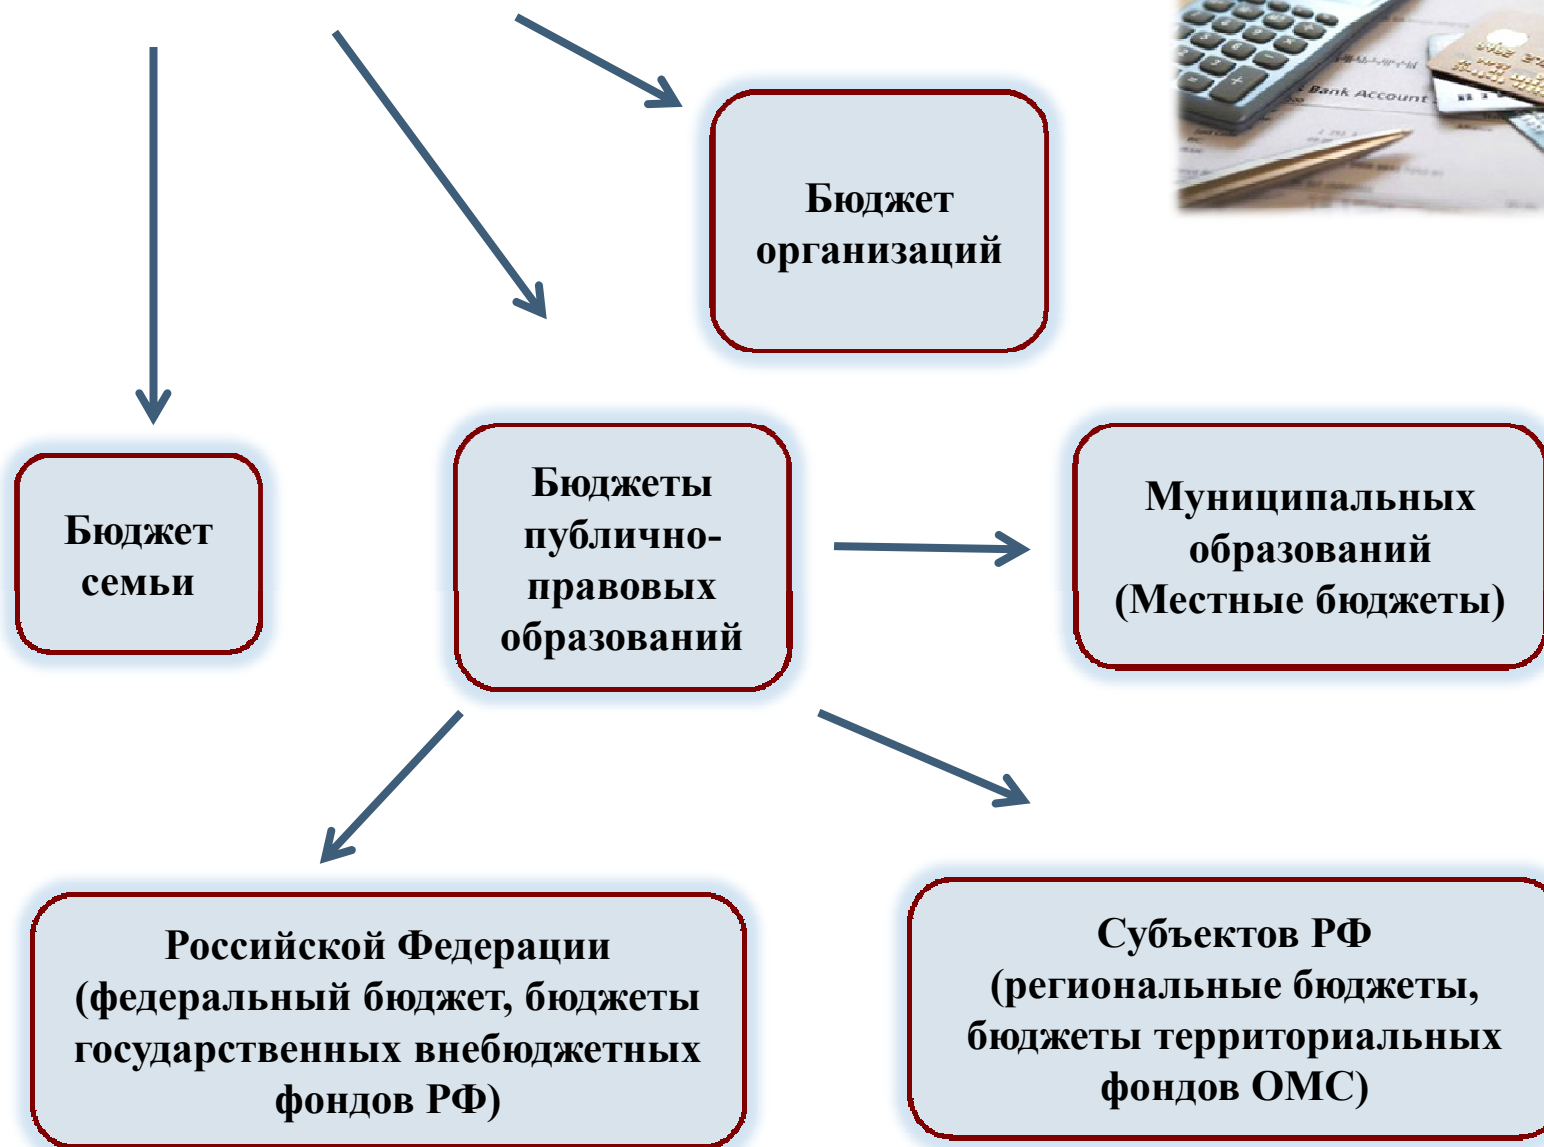 Bank Account
Бюджет
организаций
Бюджет
семьи
Бюджеты
публично-
правовых
образований
Муниципальных
образований
(Местные бюджеты)
Российской Федерации
(федеральный бюджет, бюджеты
государственных внебюджетных
фондов РФ)
Субъектов РФ
(региональные бюджеты,
бюджеты территориальных
фондов ОМС)